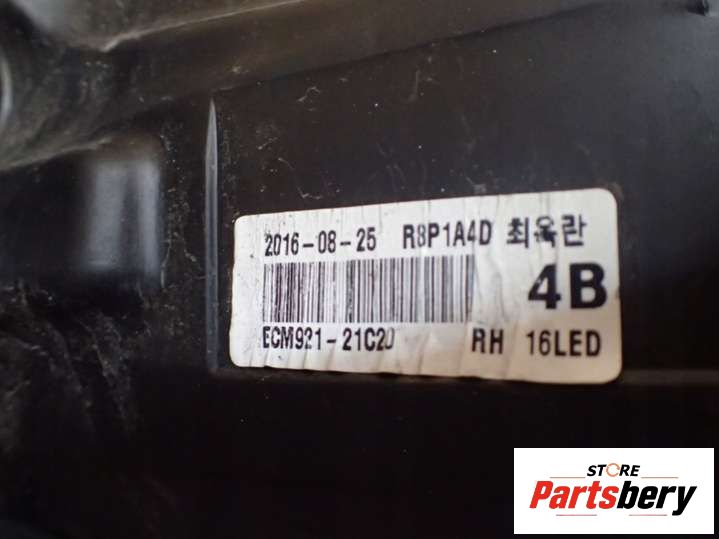 2016-08-25 R8P1A4D 최옥란
4B
ECM921-21C20
RH 16LED
STORE
Partsbery